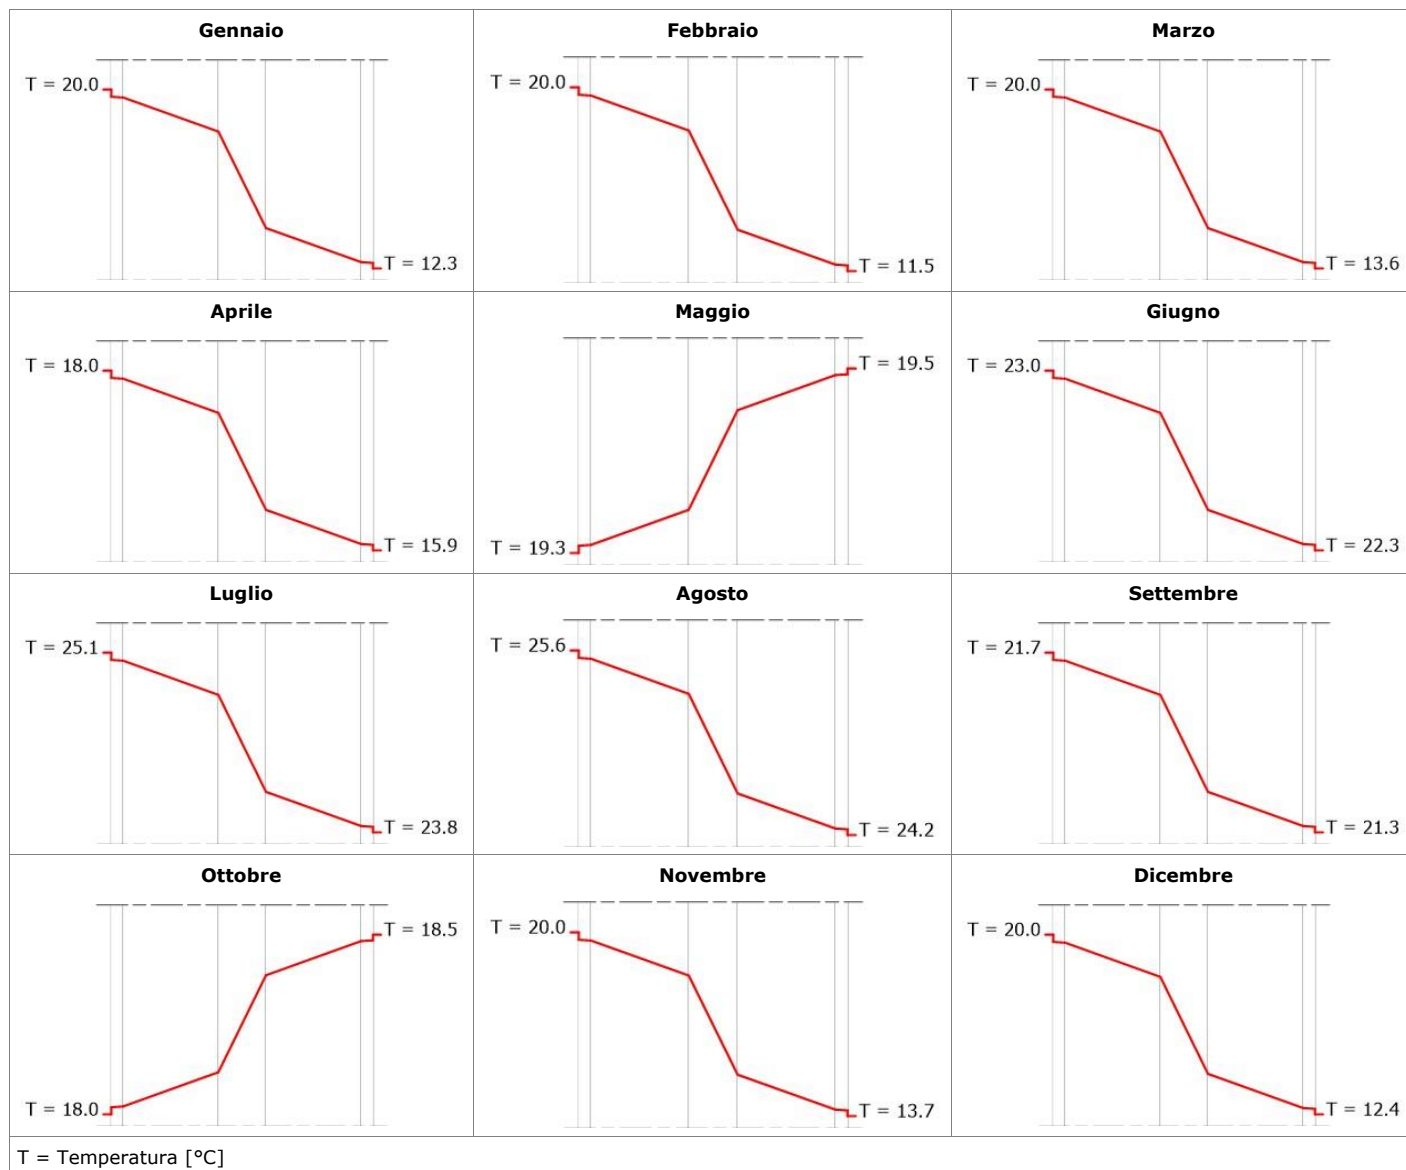 Gennaio
T = 20.0
T = 12.3
Febbraio
T = 20.0
T = 11.5
Marzo
T = 20.0
T = 13.6
Aprile
T = 18.0
T = 15.9
Maggio
T = 19.5
T = 19.3
Giugno
T = 23.0
T = 22.3
Luglio
T = 25.1
T = 23.8
Agosto
T = 25.6
T = 24.2
Settembre
T = 21.7
T = 21.3
Ottobre
T = 18.5
T = 18.0
Novembre
T = 20.0
T = 13.7
Dicembre
T = 20.0
T = 12.4
T = Temperatura [°C]